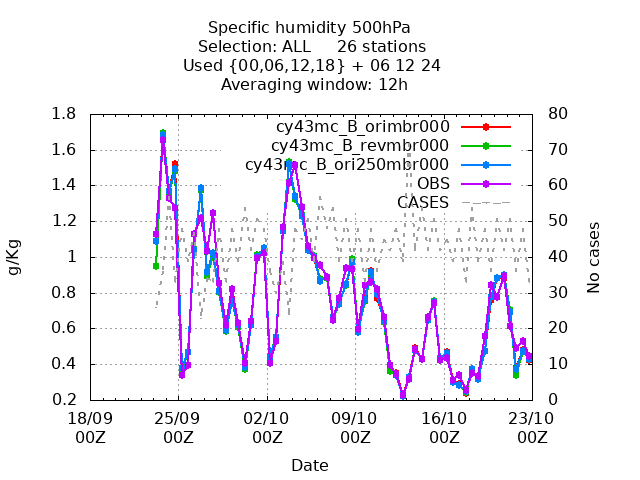 Specific humidity 500hPa
Selection: ALL     26 stations
Used {00,06,12,18} + 06 12 24
Averaging window: 12h
cy43mc_B_orimbr000
cy43mc_B_revmbr000
cy43mc_B_ori250mbr000
OBS
CASES
g/Kg
1.8
1.6
1.4
1.2
1
0.8
0.6
0.4
0.2
80
70
60
50
40
30
20
10
0
No cases
18/09 25/09 02/10 09/10 16/10 23/10
00Z 00Z 00Z 00Z 00Z 00Z
Date